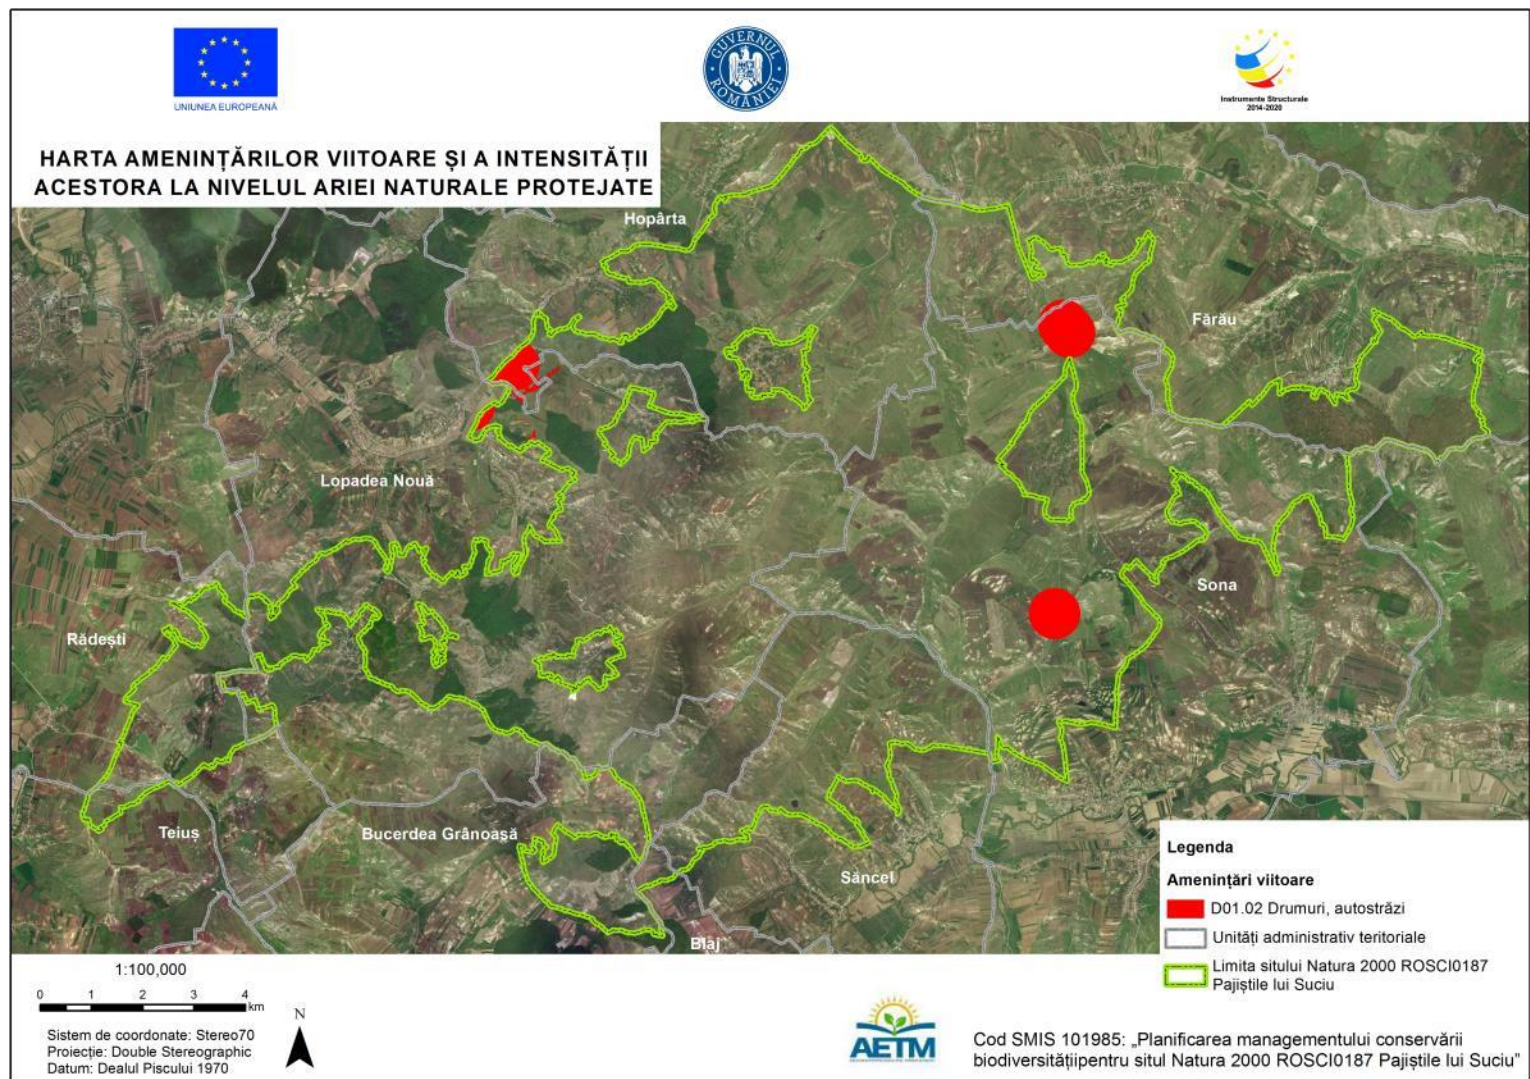 UNIUNEA EUROPEANĂ
GUVERNUL ROMÂNIEI
Instrumente Structurale
2014-2020
HARTA AMENINȚĂRILOR VIITOARE ȘI A INTENSITĂȚII
ACESTORA LA NIVELUL ARIEI NATURALE PROTEJATE
Hopârta
Fărău
Lopadea Nouă
Sona
Rădești
Teiuș
Bucerdea Grânoașă
Săncel
Blaj
Legenda
Amenințări viitoare
D01.02 Drumuri, autostrăzi
Unități administrativ teritoriale
Limita sitului Natura 2000 ROSCI0187
Pajiștile lui Suciu
1:100,000
0 1 2 3 4
km
N
Sistem de coordonate: Stereo70
Proiecție: Double Stereographic
Datum: Dealul Piscului 1970
AETM
Cod SMIS 101985: „Planificarea managementului conservării
biodiversitățiipentru situl Natura 2000 ROSCI0187 Pajiștile lui Suciu”